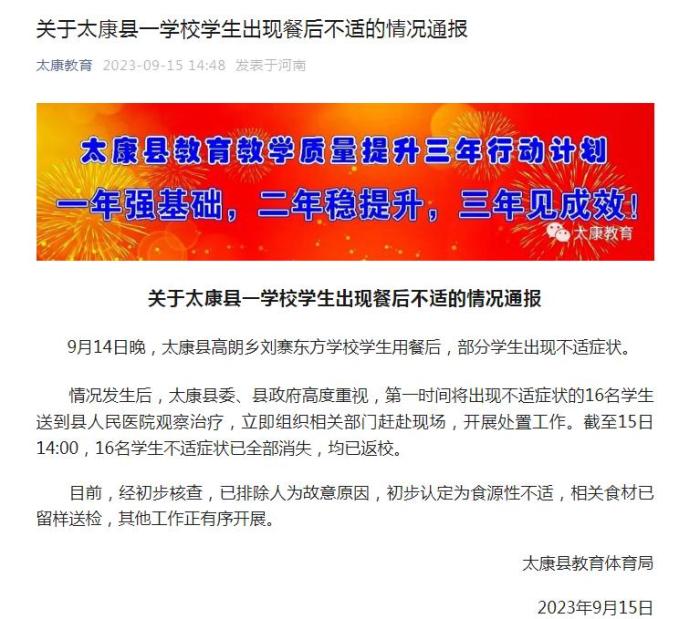 关于太康县一学校学生出现餐后不适的情况通报
太康教育 2023-09-15 14:48 发表于河南
太康县教育教学质量提升三年行动计划
一年强基础，二年稳提升，三年见成效！
太康教育
关于太康县一学校学生出现餐后不适的情况通报
9月14日晚，太康县高朗乡刘寨东方学校学生用餐后，部分学生出现不适症状。
情况发生后，太康县委、县政府高度重视，第一时间将出现不适症状的16名学生
送到县人民医院观察治疗，立即组织相关部门赶赴现场，开展处置工作。截至15日
14:00，16名学生不适症状已全部消失，均已返校。
目前，经初步核查，已排除人为故意原因，初步认定为食源性不适，相关食材已
留样送检，其他工作正有序开展。
太康县教育体育局
2023年9月15日